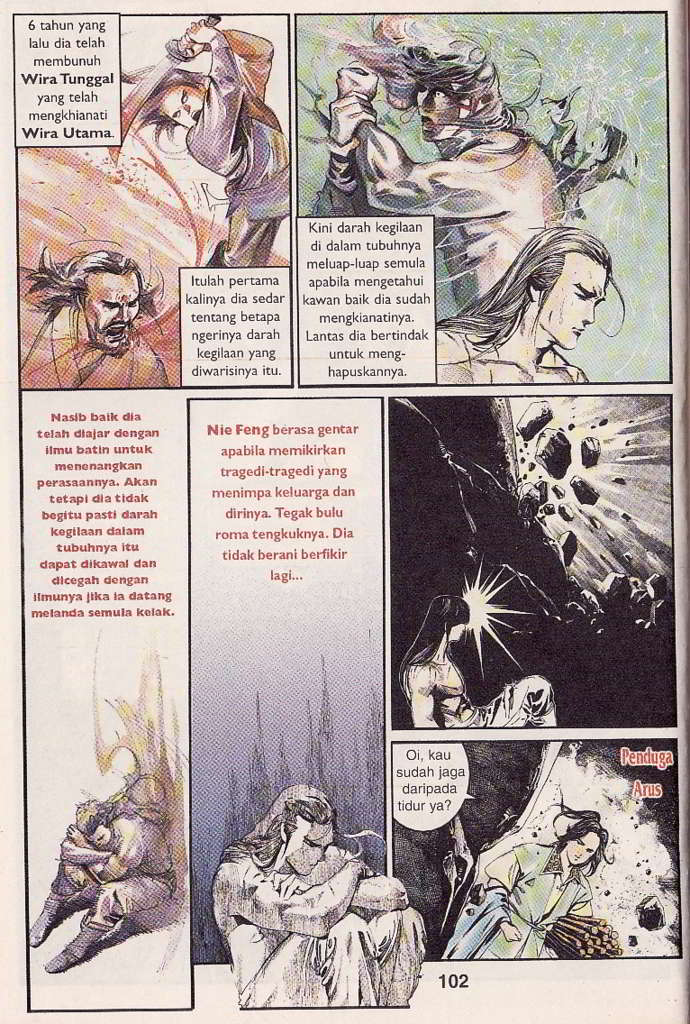 6 tahun yang
lalu dia telah
membunuh
Wira Tunggal
yang telah
mengkhianati
Wira Utama.
Itulah pertama
kalinya dia sedar
tentang betapa
ngerinya darah
kegilaan yang
diwarisinya itu.
Kini darah kegilaan
di dalam tubuhnya
meluap-luap semula
apabila mengetahui
kawan baik dia sudah
mengkianatinya.
Lantas dia bertindak
untuk meng-
hapuskannya.
Nasib baik dia
telah diajar dengan
ilmu batin untuk
menenangkan
perasaannya. Akan
tetapi dia tidak
begitu pasti darah
kegilaan dalam
tubuhnya itu
dapat dikawal dan
dicegah dengan
ilmunya jika ia datang
melanda semula kelak.
Nie Feng berasa gentar
apabila memikirkan
tragedi-tragedi yang
menimpa keluarga dan
dirinya. Tegak bulu
roma tengkuknya. Dia
tidak berani berfikir
lagi...
Oi, kau
sudah jaga
daripada
tidur ya?
Penduga
Arus
102